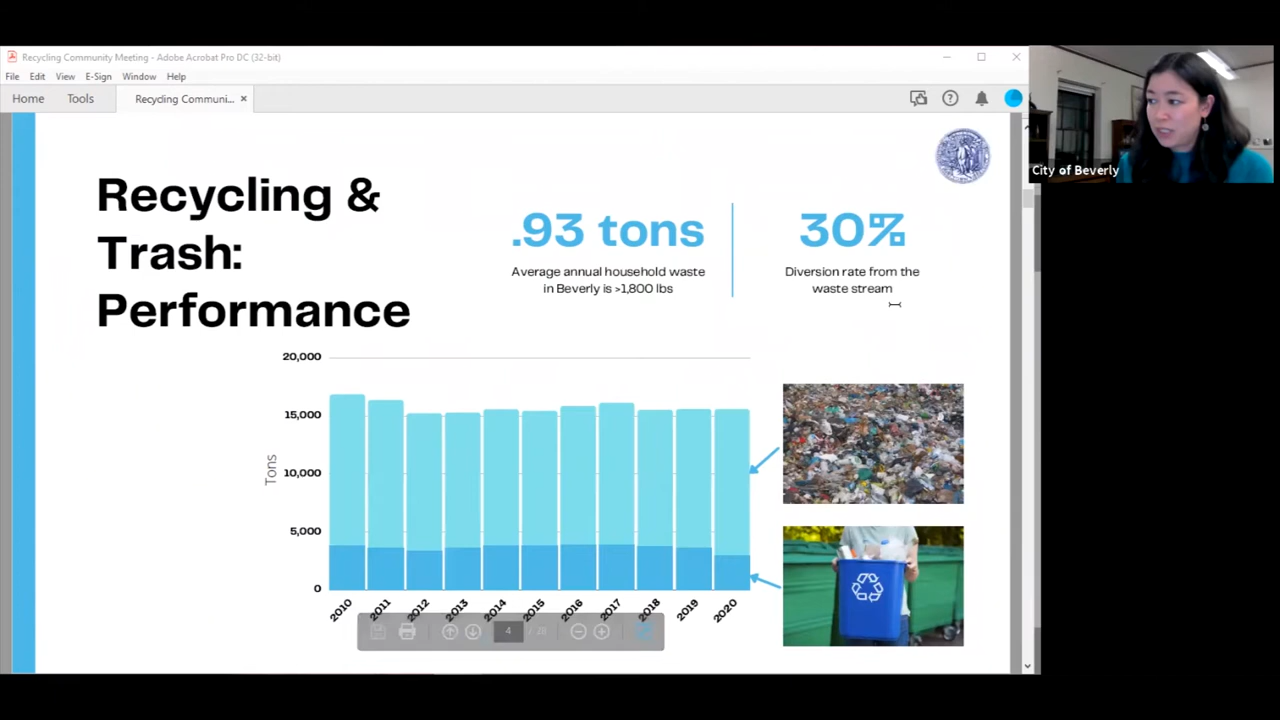 Recycling Community Meeting - Adobe Acrobat Pro DC (32-bit)
File Edit View E-Sign Window Help
Home Tools Recycling Communi...
City of Beverly
Recycling &
Trash:
Performance
.93 tons
Average annual household waste
in Beverly is >1,800 lbs
30%
Diversion rate from the
waste stream
Tons
20,000
15,000
10,000
5,000
0
2010 2011 2012 2013 2014 2015 2016 2017 2018 2019 2020
4 / 28